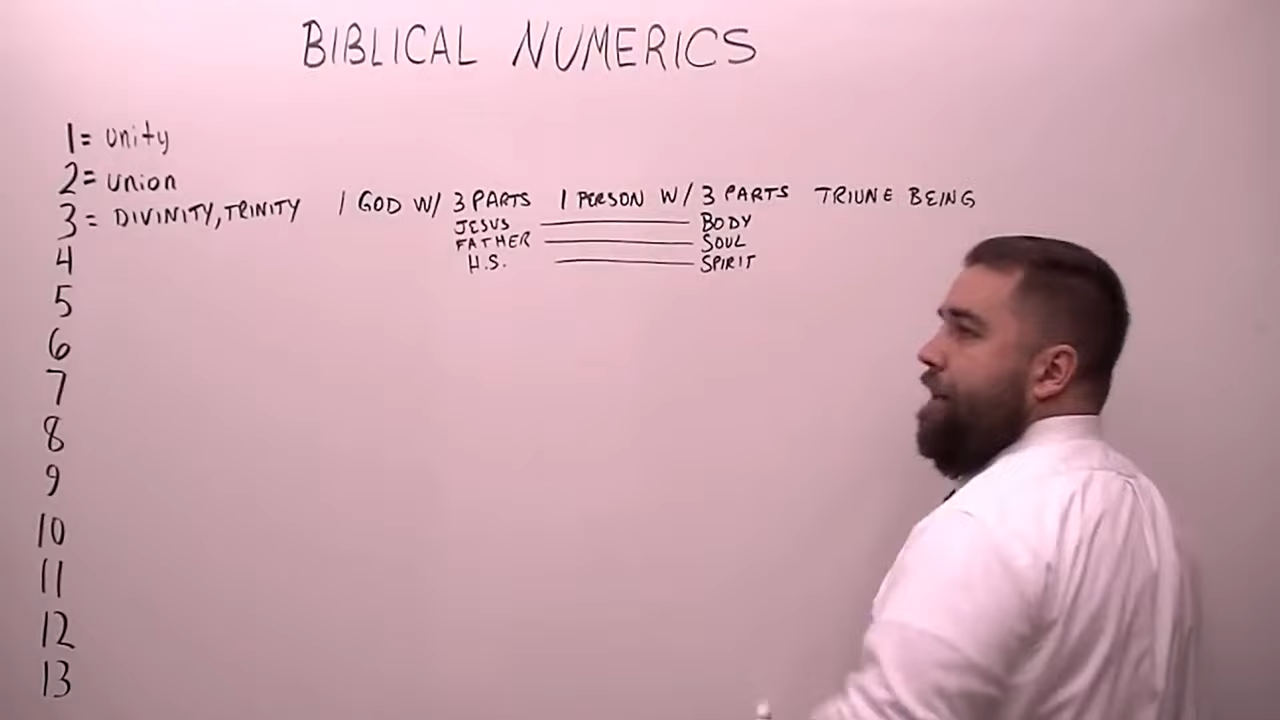 BIBLICAL NUMERICS
1 = unity
2 = union
3 = DIVINITY, TRINITY 1 GOD W/ 3 PARTS 1 PERSON W/ 3 PARTS TRIUNE BEING
JESUS BODY
FATHER SOUL
H.S. SPIRIT
4
5
6
7
8
9
10
11
12
13